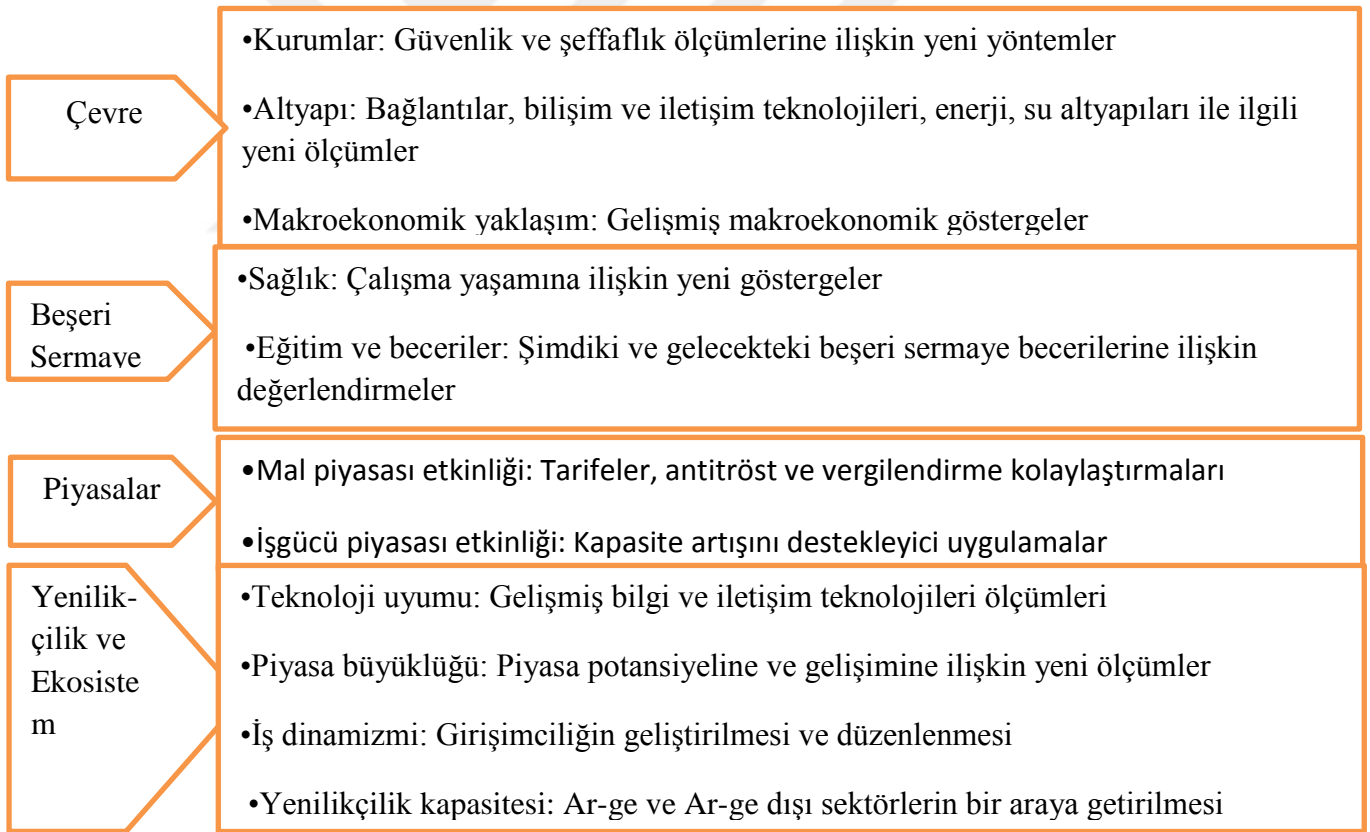 Çevre
•Kurumlar: Güvenlik ve şeffaflık ölçümlerine ilişkin yeni yöntemler
•Altyapı: Bağlantılar, bilişim ve iletişim teknolojileri, enerji, su altyapıları ile ilgili
yeni ölçümler
•Makroekonomik yaklaşım: Gelişmiş makroekonomik göstergeler
Beşeri
Sermaye
•Sağlık: Çalışma yaşamına ilişkin yeni göstergeler
•Eğitim ve beceriler: Şimdiki ve gelecekteki beşeri sermaye becerilerine ilişkin
değerlendirmeler
Piyasalar
•Mal piyasası etkinliği: Tarifeler, antitröst ve vergilendirme kolaylaştırmaları
•İşgücü piyasası etkinliği: Kapasite artışını destekleyici uygulamalar
Yenilik-
çilik ve
Ekosiste
m
•Teknoloji uyumu: Gelişmiş bilgi ve iletişim teknolojileri ölçümleri
•Piyasa büyüklüğü: Piyasa potansiyeline ve gelişimine ilişkin yeni ölçümler
•İş dinamizmi: Girişimciliğin geliştirilmesi ve düzenlenmesi
•Yenilikçilik kapasitesi: Ar-ge ve Ar-ge dışı sektörlerin bir araya getirilmesi